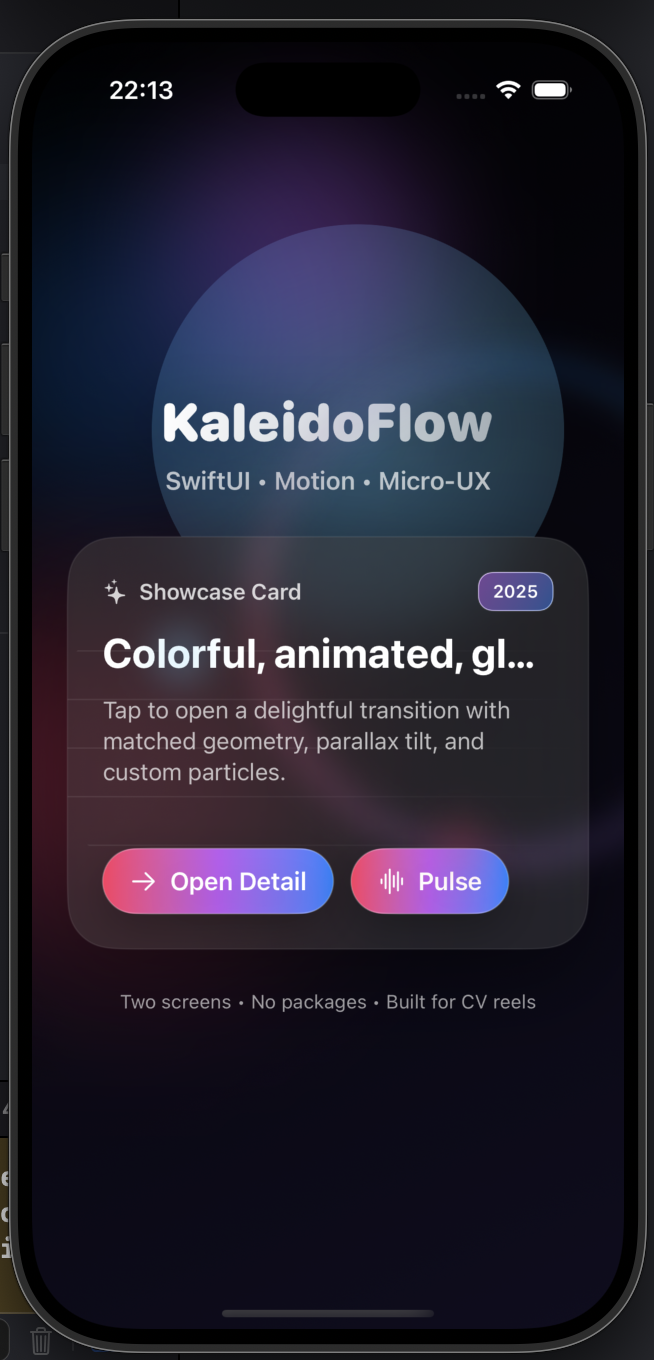 22:13
KaleidoFlow
SwiftUI • Motion • Micro-UX
Showcase Card
2025
Colorful, animated, gl...
Tap to open a delightful transition with
matched geometry, parallax tilt, and
custom particles.
Open Detail
Pulse
Two screens • No packages • Built for CV reels